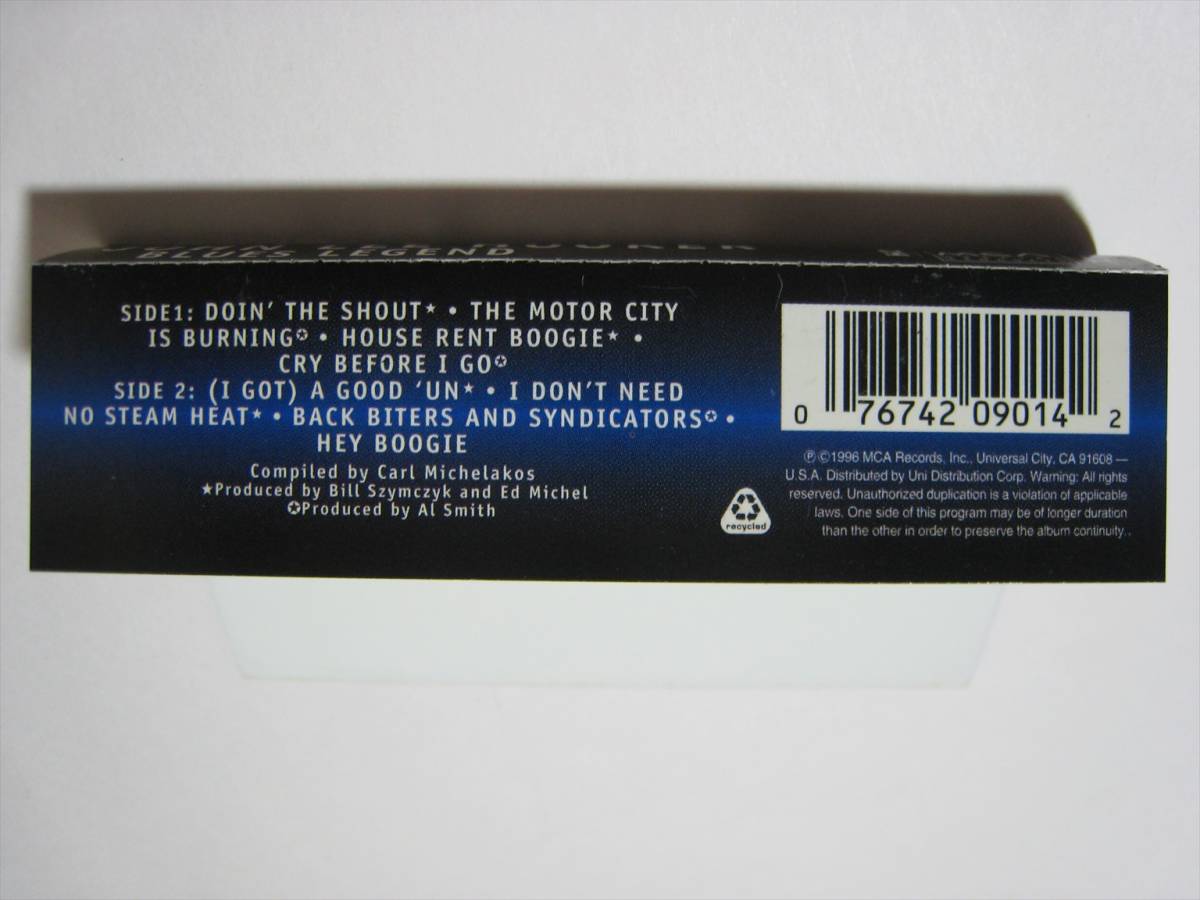 JOHN LEE HOOKER
BLUES LEGEND
SIDE1: DOIN' THE SHOUT★ • THE MOTOR CITY
IS BURNING✪ • HOUSE RENT BOOGIE★ •
CRY BEFORE I GO✪
SIDE 2: (I GOT) A GOOD 'UN★ • I DON'T NEED
NO STEAM HEAT★ • BACK BITERS AND SYNDICATORS✪ •
HEY BOOGIE
Compiled by Carl Michelakos
★Produced by Bill Szymczyk and Ed Michel
✪Produced by Al Smith
0 76742 09014 2
℗©1996 MCA Records, Inc., Universal City, CA 91608 —
U.S.A. Distributed by Uni Distribution Corp. Warning: All rights
reserved. Unauthorized duplication is a violation of applicable
laws. One side of this program may be of longer duration
than the other in order to preserve the album continuity..
recycled